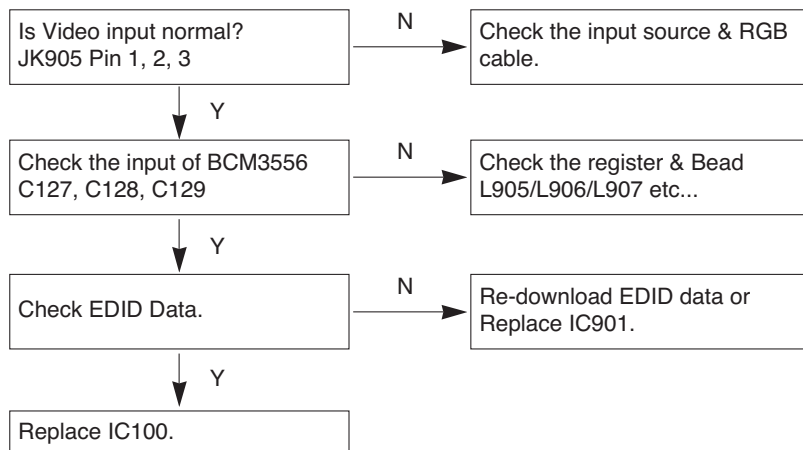 Is Video input normal?
JK905 Pin 1, 2, 3
N
Check the input source & RGB
cable.
Y
Check the input of BCM3556
C127, C128, C129
N
Check the register & Bead
L905/L906/L907 etc...
Y
Check EDID Data.
N
Re-download EDID data or
Replace IC901.
Y
Replace IC100.